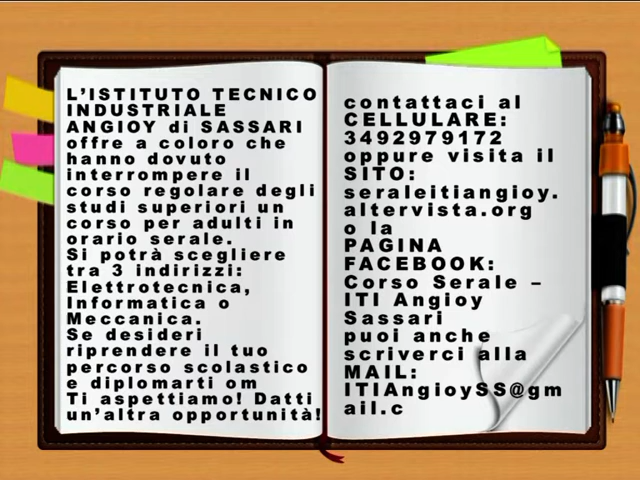 L'ISTITUTO TECNICO
INDUSTRIALE
ANGIOY di SASSARI
offre a coloro che
hanno dovuto
interrompere il
corso regolare degli
studi superiori un
corso per adulti in
orario serale.
Si potrà scegliere
tra 3 indirizzi:
Elettrotecnica,
Informatica o
Meccanica.
Se desideri
riprendere il tuo
percorso scolastico
e diplomarti om
Ti aspettiamo! Datti
un'altra opportunità!
contattaci al
CELLULARE:
3492979172
oppure visita il
SITO:
seraleitiangioy.
altervista.org
o la
PAGINA
FACEBOOK:
Corso Serale –
ITI Angioy
Sassari
puoi anche
scriverci alla
MAIL:
ITIAngioySS@gm
ail.c